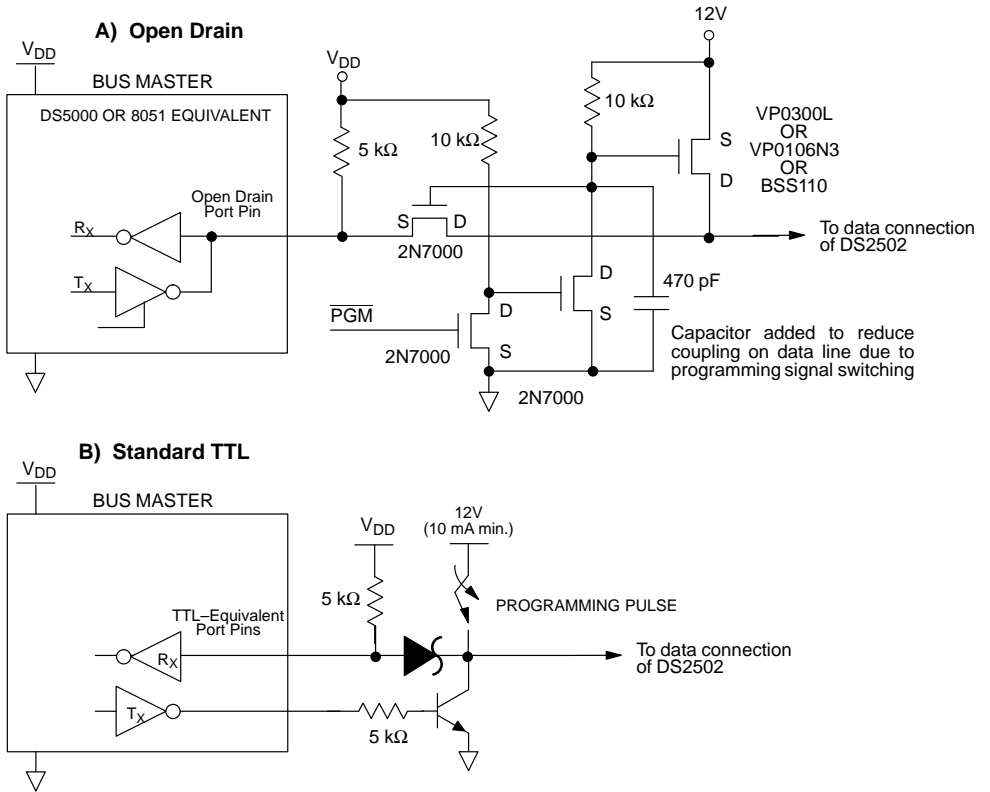 A) Open Drain
V_DD
BUS MASTER
DS5000 OR 8051 EQUIVALENT
Open Drain
Port Pin
R_X
T_X
V_DD
5 kΩ
10 kΩ
S
D
2N7000
PGM
2N7000
D
S
12V
10 kΩ
VP0300L
OR
VP0106N3
OR
BSS110
S
D
To data connection
of DS2502
D
S
470 pF
2N7000
Capacitor added to reduce
coupling on data line due to
programming signal switching
B) Standard TTL
V_DD
BUS MASTER
TTL–Equivalent
Port Pins
R_X
T_X
V_DD
5 kΩ
12V
(10 mA min.)
PROGRAMMING PULSE
To data connection
of DS2502
5 kΩ